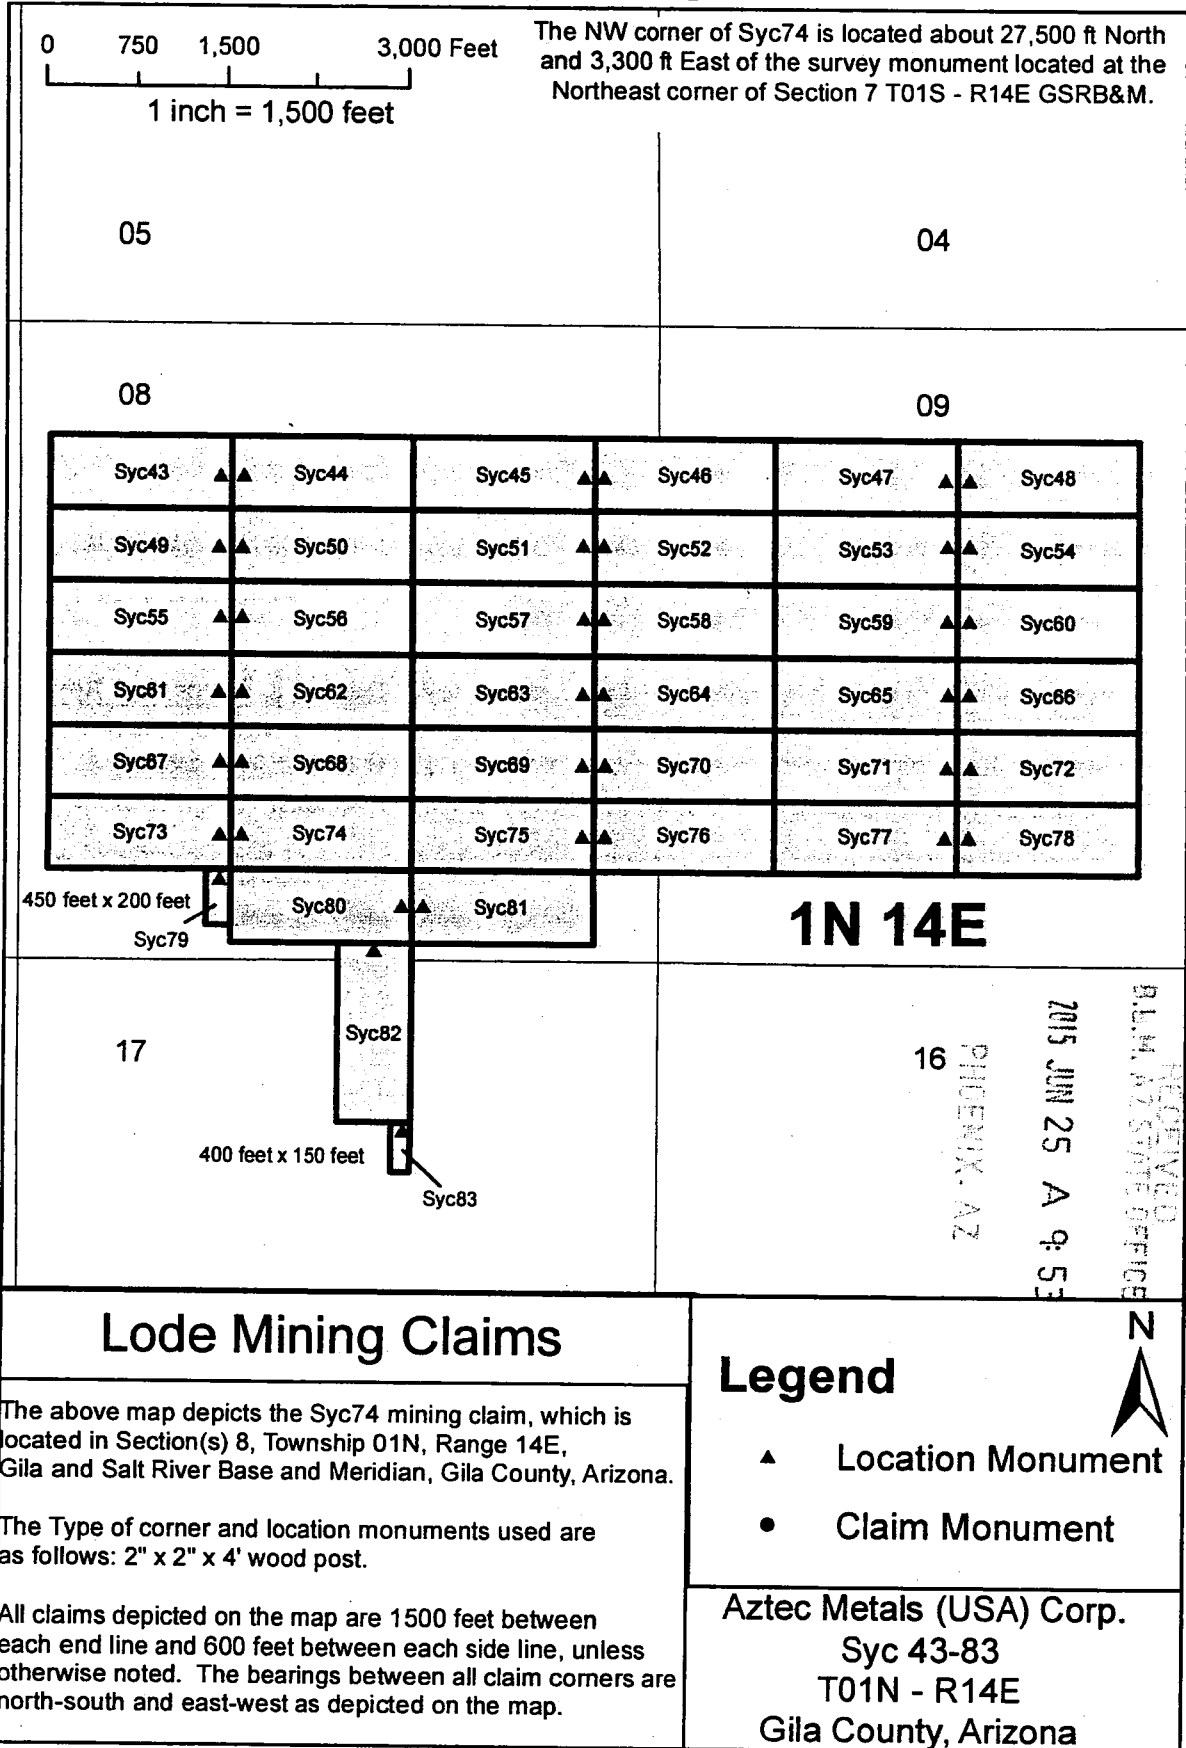 0 750 1,500 3,000 Feet
1 inch = 1,500 feet
The NW corner of Syc74 is located about 27,500 ft North
and 3,300 ft East of the survey monument located at the
Northeast corner of Section 7 T01S - R14E GSRB&M.
05 04
08 09
Syc43 Syc44 Syc45 Syc46 Syc47 Syc48
Syc49 Syc50 Syc51 Syc52 Syc53 Syc54
Syc55 Syc56 Syc57 Syc58 Syc59 Syc60
Syc61 Syc62 Syc63 Syc64 Syc65 Syc66
Syc67 Syc68 Syc69 Syc70 Syc71 Syc72
Syc73 Syc74 Syc75 Syc76 Syc77 Syc78
450 feet x 200 feet Syc80 Syc81
Syc79
1N 14E
Syc82
17 16
400 feet x 150 feet
Syc83
RECEIVED
B.L.M. AZ STATE OFFICE
2015 JUN 25 A 9:53
PHOENIX, AZ
Lode Mining Claims
The above map depicts the Syc74 mining claim, which is
located in Section(s) 8, Township 01N, Range 14E,
Gila and Salt River Base and Meridian, Gila County, Arizona.
The Type of corner and location monuments used are
as follows: 2" x 2" x 4' wood post.
All claims depicted on the map are 1500 feet between
each end line and 600 feet between each side line, unless
otherwise noted. The bearings between all claim corners are
north-south and east-west as depicted on the map.
N
Legend
Location Monument
Claim Monument
Aztec Metals (USA) Corp.
Syc 43-83
T01N - R14E
Gila County, Arizona